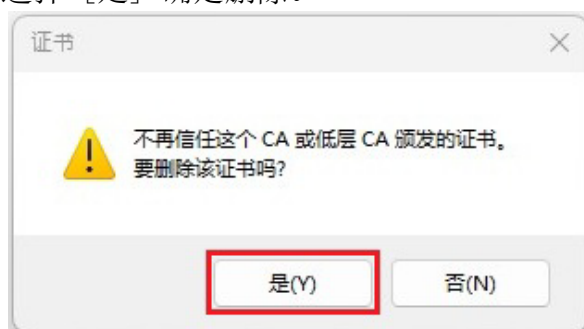 选择 [是] 确定删除。
证书
不再信任这个 CA 或低层 CA 颁发的证书。
要删除该证书吗?
是(Y)
否(N)